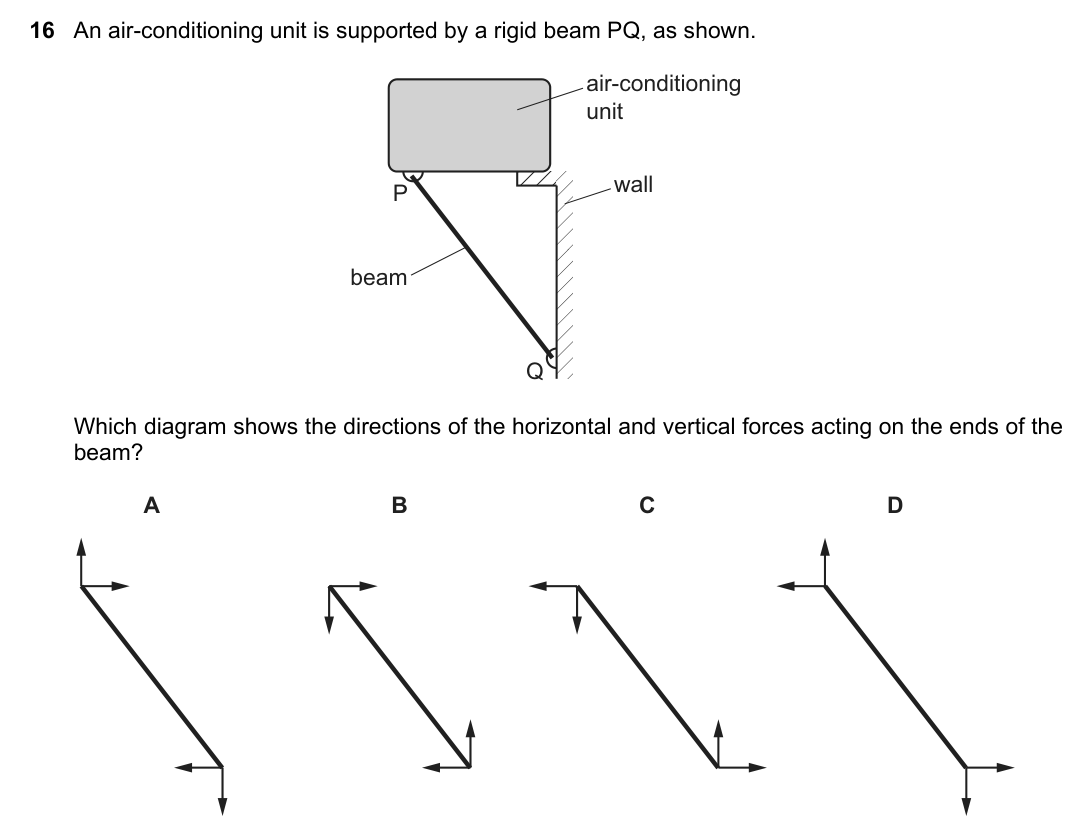 16 An air-conditioning unit is supported by a rigid beam PQ, as shown.
air-conditioning
unit
P
wall
beam
Q
Which diagram shows the directions of the horizontal and vertical forces acting on the ends of the
beam?
A B C D